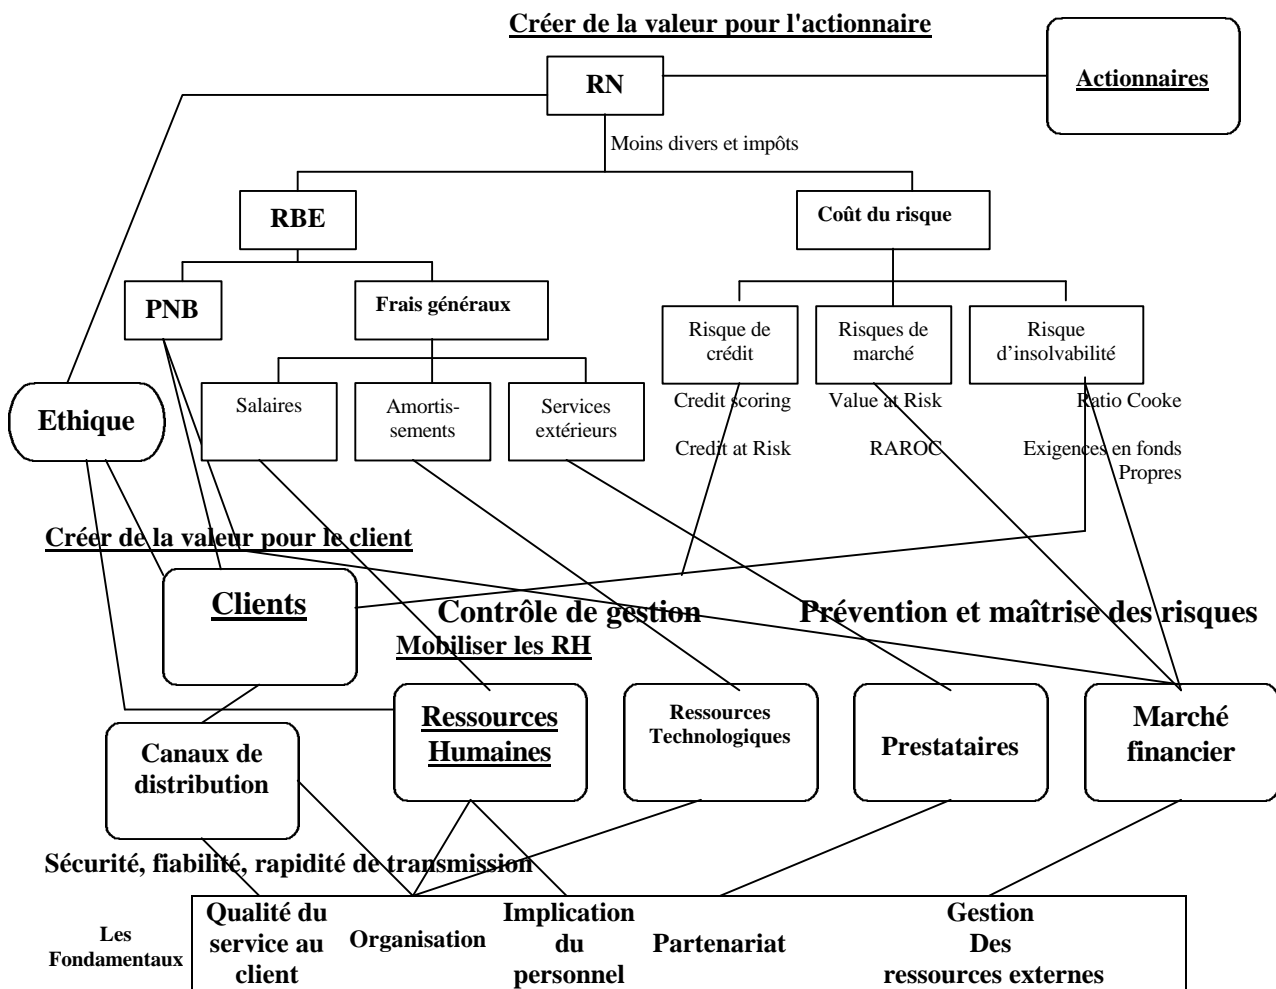 Créer de la valeur pour l'actionnaire
Actionnaires
RN
Moins divers et impôts
RBE
Coût du risque
PNB
Frais généraux
Risque de
crédit
Risques de
marché
Risque
d’insolvabilité
Ethique
Salaires
Amortis-
sements
Services
extérieurs
Credit scoring
Value at Risk
Ratio Cooke
Credit at Risk
RAROC
Exigences en fonds
Propres
Créer de la valeur pour le client
Clients
Contrôle de gestion
Prévention et maîtrise des risques
Mobiliser les RH
Canaux de
distribution
Ressources
Humaines
Ressources
Technologiques
Prestataires
Marché
financier
Sécurité, fiabilité, rapidité de transmission
Les
Fondamentaux
Qualité du
service au
client
Organisation
Implication
du
personnel
Partenariat
Gestion
Des
ressources externes